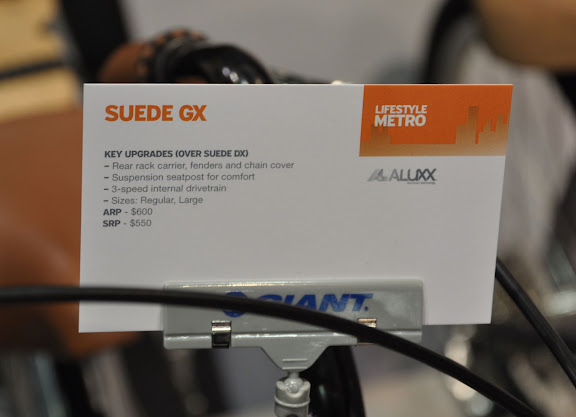 SUEDE GX
LIFESTYLE
METRO
KEY UPGRADES (OVER SUEDE DX)
– Rear rack carrier, fenders and chain cover
– Suspension seatpost for comfort
– 3-speed internal drivetrain
– Sizes: Regular, Large
ARP - $600
SRP - $550
ALUXX
GIANT